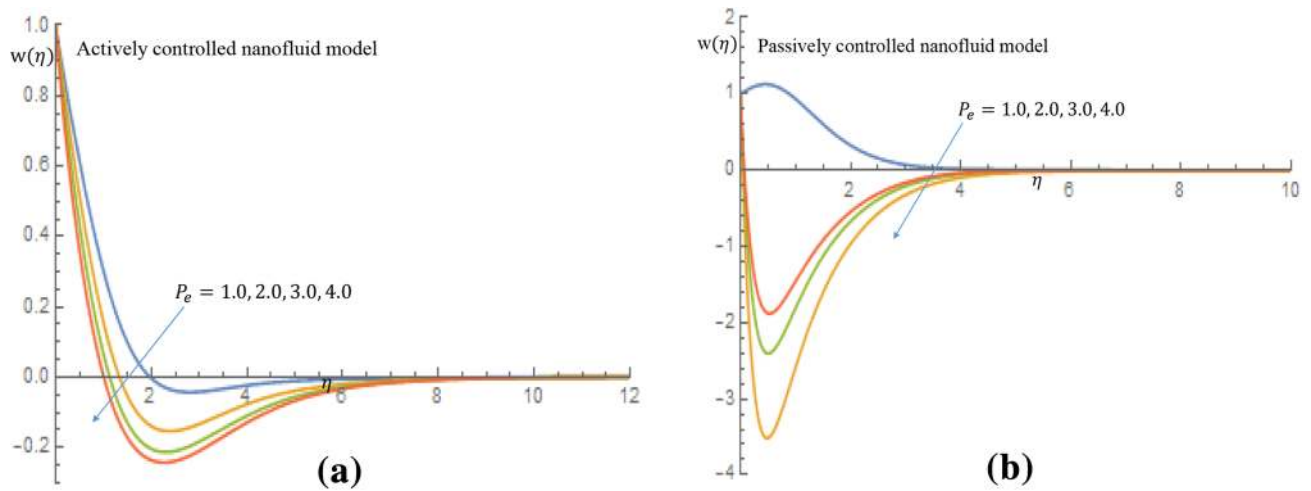 1.0
w(η)
Actively controlled nanofluid model
0.8
0.6
0.4
0.2
P_e = 1.0, 2.0, 3.0, 4.0
0.0
2
4
η
6
8
10
12
−0.2
(a)
2
w(η)
Passively controlled nanofluid model
1
P_e = 1.0, 2.0, 3.0, 4.0
0
2
4
η
6
8
10
−1
−2
−3
−4
(b)